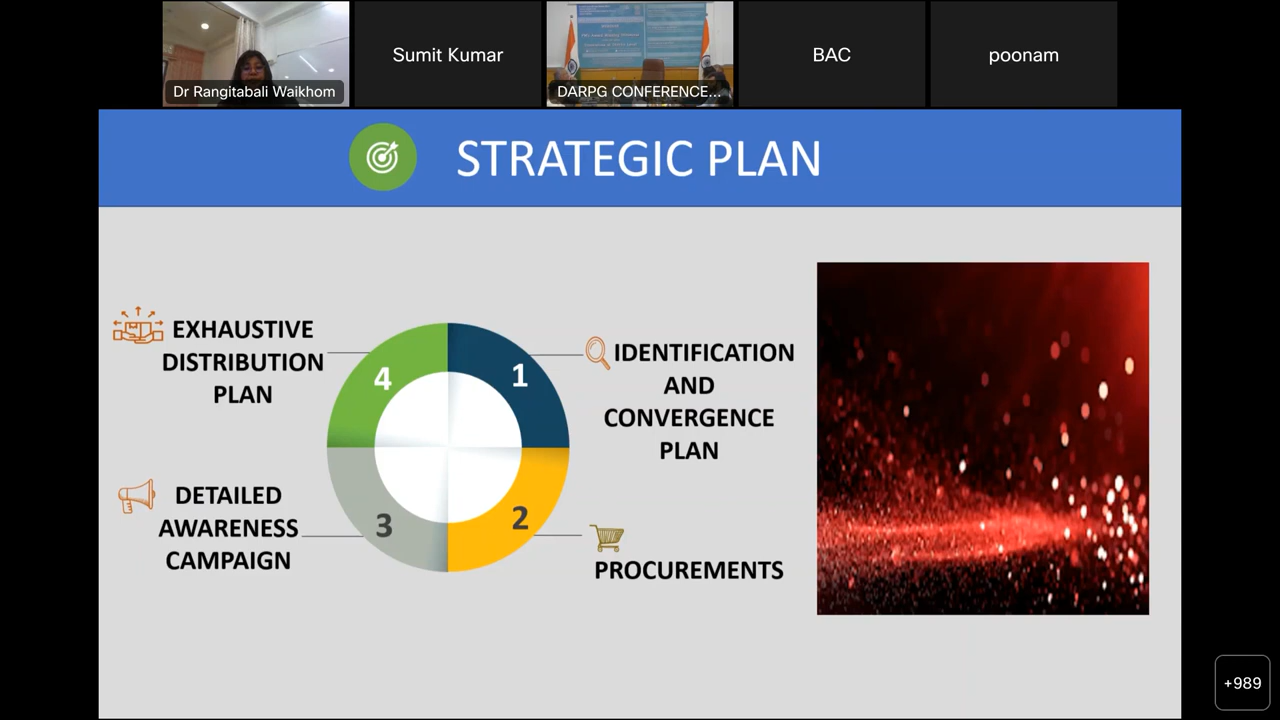 Dr Rangitabali Waikhom
Sumit Kumar
DARPG CONFERENCE...
BAC
poonam
STRATEGIC PLAN
EXHAUSTIVE
DISTRIBUTION
PLAN
4
1
IDENTIFICATION
AND
CONVERGENCE
PLAN
DETAILED
AWARENESS
CAMPAIGN
3
2
PROCUREMENTS
+989